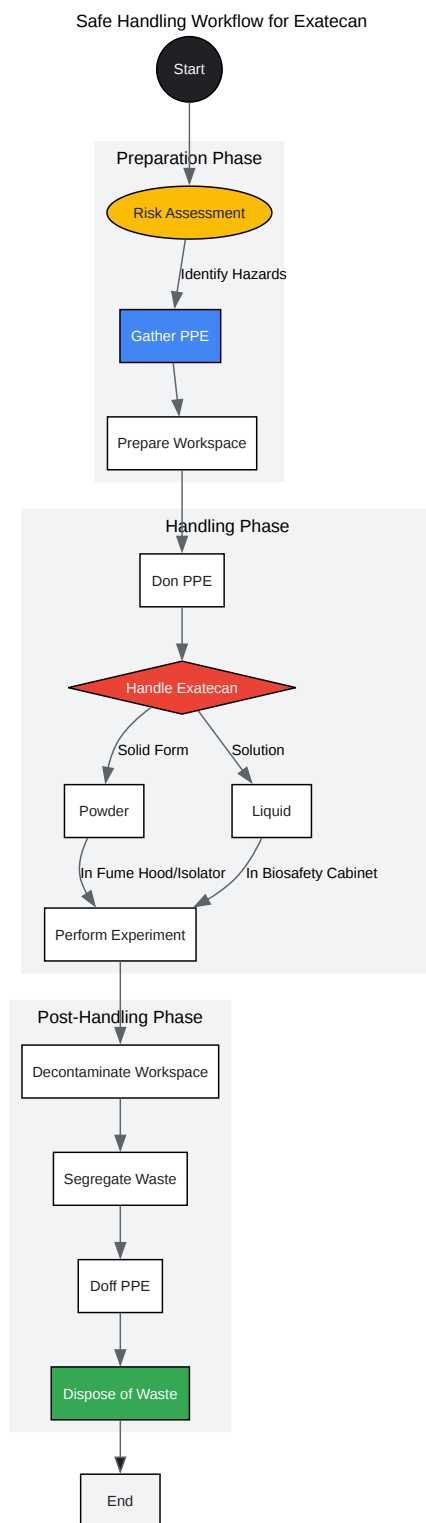 Safe Handling Workflow for Exatecan
Start
Preparation Phase
Risk Assessment
Identify Hazards
Gather PPE
Prepare Workspace
Handling Phase
Don PPE
Handle Exatecan
Solid Form
Solution
Powder
Liquid
In Fume Hood/Isolator
In Biosafety Cabinet
Perform Experiment
Post-Handling Phase
Decontaminate Workspace
Segregate Waste
Doff PPE
Dispose of Waste
End